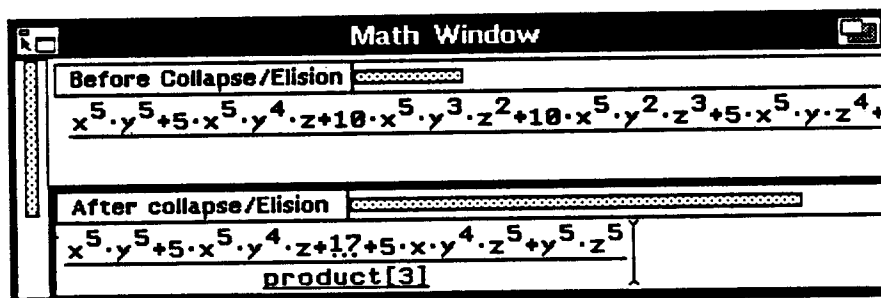 Math Window
Before Collapse/Elision
x⁵·y⁵+5·x⁵·y⁴·z+10·x⁵·y³·z²+10·x⁵·y²·z³+5·x⁵·y·z⁴+
After collapse/Elision
x⁵·y⁵+5·x⁵·y⁴·z+17+5·x·y⁴·z⁵+y⁵·z⁵
product[3]